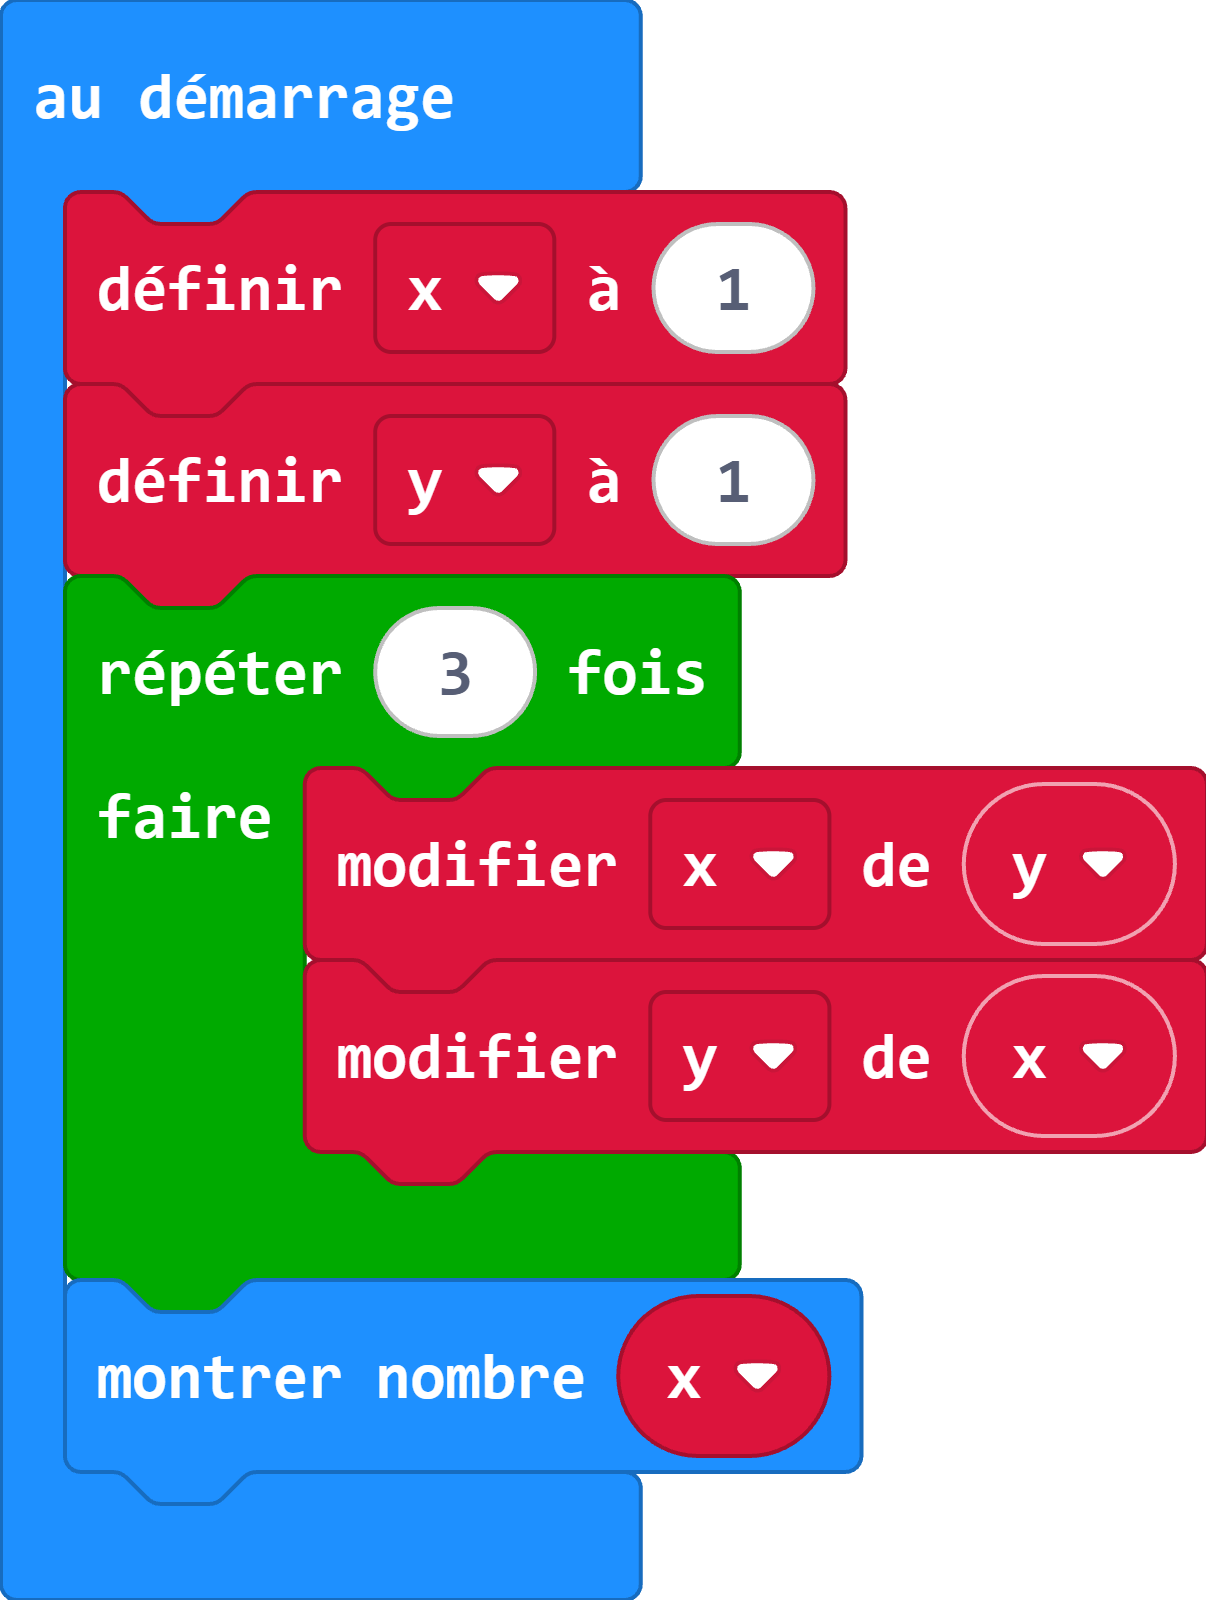 au démarrage
définir x à 1
définir y à 1
répéter 3 fois
faire
modifier x de y
modifier y de x
montrer nombre x